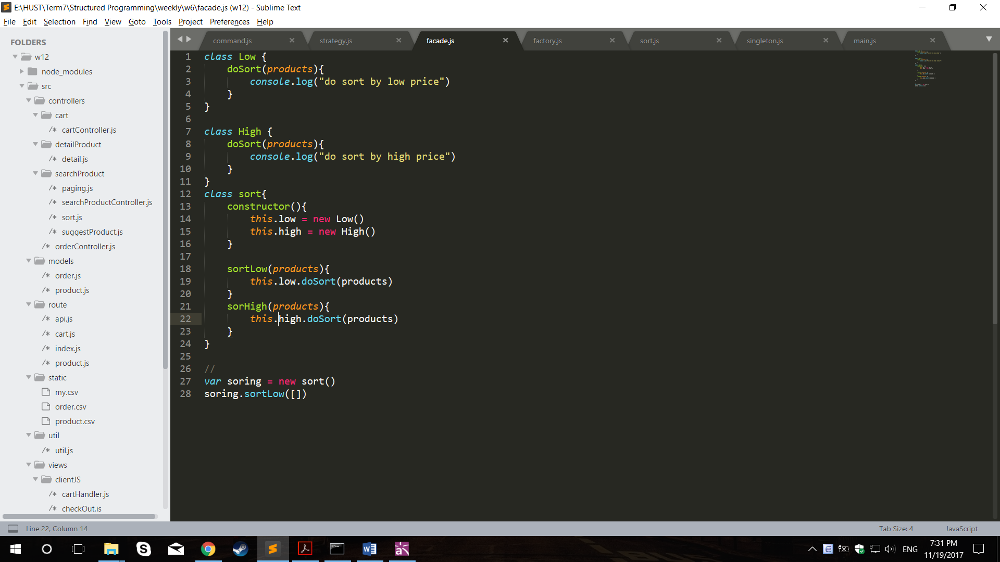 E:\HUST\Term7\Structured Programming\weekly\w6\facade.js (w12) - Sublime Text
File Edit Selection Find View Goto Tools Project Preferences Help
FOLDERS
w12
node_modules
src
controllers
cart
/* cartController.js
detailProduct
/* detail.js
searchProduct
/* paging.js
/* searchProductController.js
/* sort.js
/* suggestProduct.js
/* orderController.js
models
/* order.js
/* product.js
route
/* api.js
/* cart.js
/* index.js
/* product.js
static
my.csv
order.csv
product.csv
util
/* util.js
views
clientJS
/* cartHandler.js
/* checkOut.js
command.js strategy.js facade.js factory.js sort.js singleton.js main.js
1 class Low {
2     doSort(products){
3         console.log("do sort by low price")
4     }
5 }
6
7 class High {
8     doSort(products){
9         console.log("do sort by high price")
10     }
11 }
12 class sort{
13     constructor(){
14         this.low = new Low()
15         this.high = new High()
16     }
17
18     sortLow(products){
19         this.low.doSort(products)
20     }
21     sorHigh(products){
22         this.high.doSort(products)
23     }
24 }
25
26 //
27 var soring = new sort()
28 soring.sortLow([])
Line 22, Column 14 Tab Size: 4 JavaScript
ENG
7:31 PM
11/19/2017